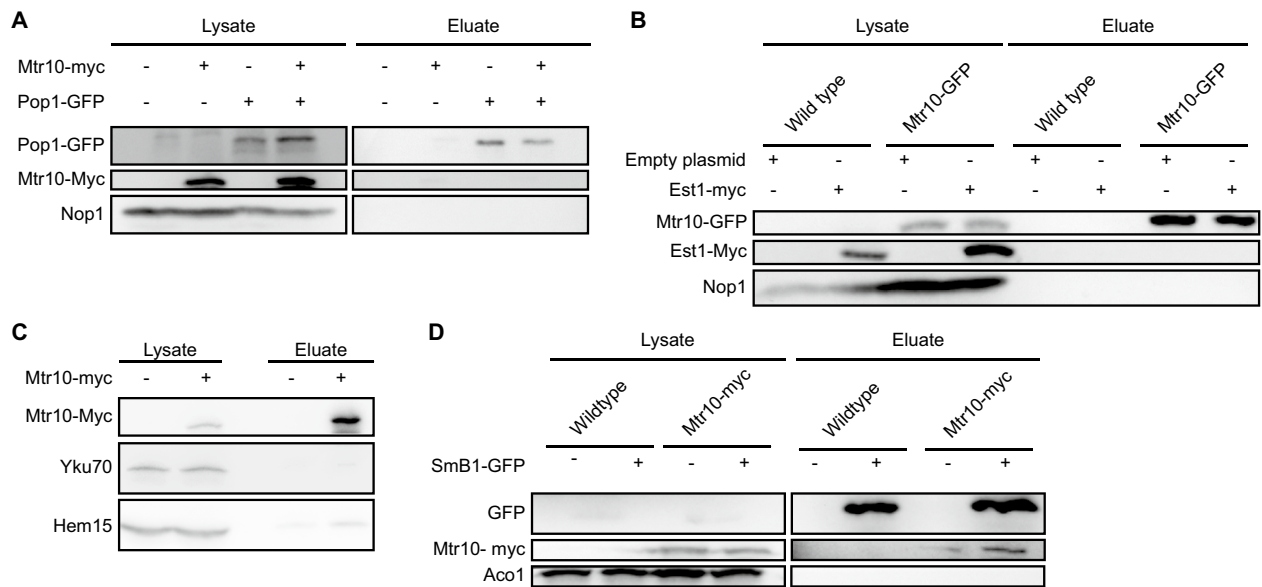 A
Lysate Eluate
Mtr10-myc - + - + - + - +
Pop1-GFP - - + + - - + +
Pop1-GFP
Mtr10-Myc
Nop1
B
Lysate Eluate
Wild type Mtr10-GFP Wild type Mtr10-GFP
Empty plasmid + - + - + - + -
Est1-myc - + - + - + - +
Mtr10-GFP
Est1-Myc
Nop1
C
Lysate Eluate
Mtr10-myc - + - +
Mtr10-Myc
Yku70
Hem15
D
Lysate Eluate
Wildtype Mtr10-myc Wildtype Mtr10-myc
SmB1-GFP - + - + - + - +
GFP
Mtr10- myc
Aco1